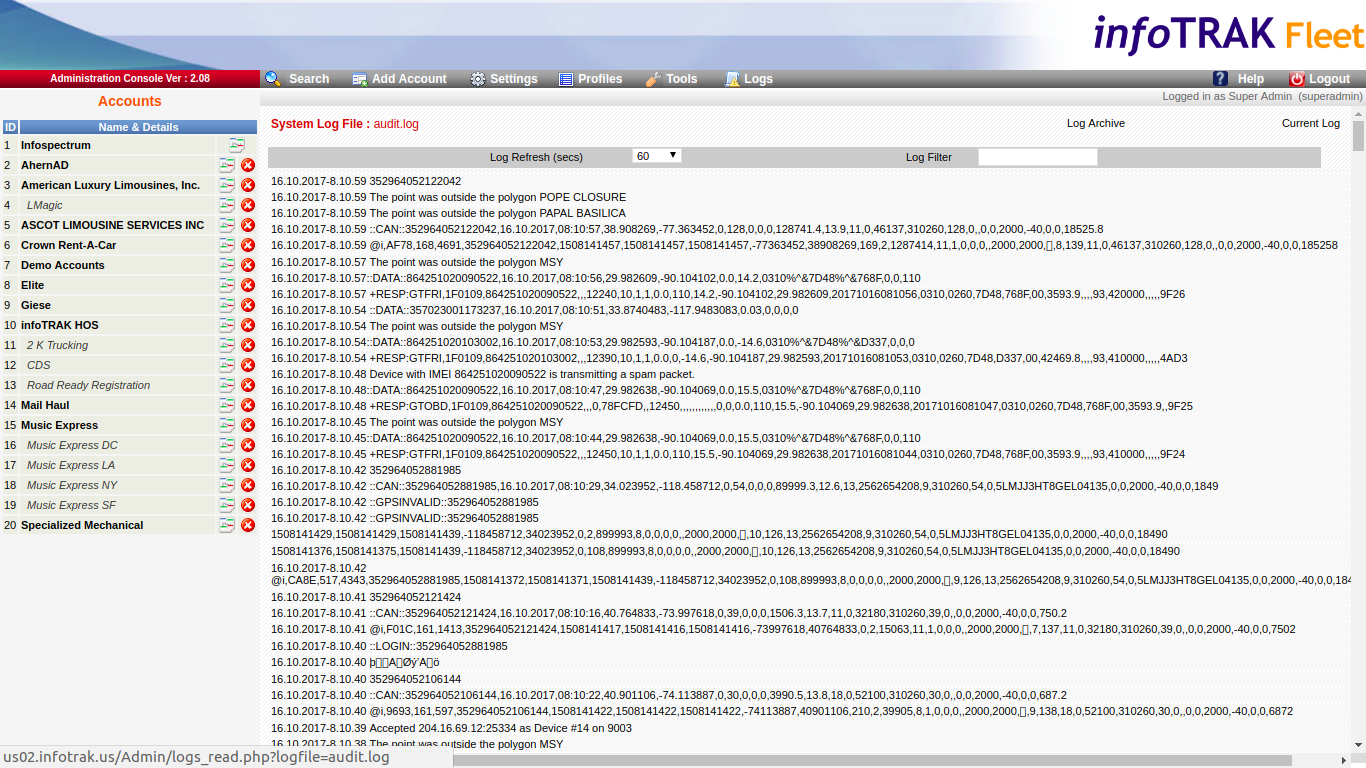 infoTRAK Fleet
Administration Console Ver : 2.08
Search Add Account Settings Profiles Tools Logs Help Logout
Logged in as Super Admin (superadmin)
Accounts
ID Name & Details
1 Infospectrum
2 AhernAD
3 American Luxury Limousines, Inc.
4 LMagic
5 ASCOT LIMOUSINE SERVICES INC
6 Crown Rent-A-Car
7 Demo Accounts
8 Elite
9 Giese
10 infoTRAK HOS
11 2 K Trucking
12 CDS
13 Road Ready Registration
14 Mail Haul
15 Music Express
16 Music Express DC
17 Music Express LA
18 Music Express NY
19 Music Express SF
20 Specialized Mechanical
System Log File : audit.log
Log Archive
Current Log
Log Refresh (secs) 60 Log Filter
16.10.2017-8.10.59 352964052122042
16.10.2017-8.10.59 The point was outside the polygon POPE CLOSURE
16.10.2017-8.10.59 The point was outside the polygon PAPAL BASILICA
16.10.2017-8.10.59 ::CAN::352964052122042,16.10.2017,08:10:57,38.908269,-77.363452,0,128,0,0,0,128741.4,13.9,11,0,46137,310260,128,0,,0,0,2000,-40,0,0,18525.8
16.10.2017-8.10.59 @i,AF78,168,4691,352964052122042,1508141457,1508141457,1508141457,-77363452,38908269,169,2,1287414,11,1,0,0,0,,2000,2000,▯,8,139,11,0,46137,310260,128,0,,0,0,2000,-40,0,0,185258
16.10.2017-8.10.57 The point was outside the polygon MSY
16.10.2017-8.10.57::DATA::864251020090522,16.10.2017,08:10:56,29.982609,-90.104102,0.0,14.2,0310%^&7D48%^&768F,0,0,110
16.10.2017-8.10.57 +RESP:GTFRI,1F0109,864251020090522,,,12240,10,1,1,0.0,110,14.2,-90.104102,29.982609,20171016081056,0310,0260,7D48,768F,00,3593.9,,,,93,420000,,,,,9F26
16.10.2017-8.10.54 ::DATA::357023001173237,16.10.2017,08:10:51,33.8740483,-117.9483083,0.03,0,0,0,0
16.10.2017-8.10.54 The point was outside the polygon MSY
16.10.2017-8.10.54::DATA::864251020103002,16.10.2017,08:10:53,29.982593,-90.104187,0.0,-14.6,0310%^&7D48%^&D337,0,0,0
16.10.2017-8.10.54 +RESP:GTFRI,1F0109,864251020103002,,,12390,10,1,1,0.0,0,-14.6,-90.104187,29.982593,20171016081053,0310,0260,7D48,D337,00,42469.8,,,,93,410000,,,,,4AD3
16.10.2017-8.10.48 Device with IMEI 864251020090522 is transmitting a spam packet.
16.10.2017-8.10.48::DATA::864251020090522,16.10.2017,08:10:47,29.982638,-90.104069,0.0,15.5,0310%^&7D48%^&768F,0,0,110
16.10.2017-8.10.48 +RESP:GTOBD,1F0109,864251020090522,,,0,78FCFD,,12450,,,,,,,,,,,,0,0,0.0,110,15.5,-90.104069,29.982638,20171016081047,0310,0260,7D48,768F,00,3593.9,,9F25
16.10.2017-8.10.45 The point was outside the polygon MSY
16.10.2017-8.10.45::DATA::864251020090522,16.10.2017,08:10:44,29.982638,-90.104069,0.0,15.5,0310%^&7D48%^&768F,0,0,110
16.10.2017-8.10.45 +RESP:GTFRI,1F0109,864251020090522,,,12450,10,1,1,0.0,110,15.5,-90.104069,29.982638,20171016081044,0310,0260,7D48,768F,00,3593.9,,,,93,410000,,,,,9F24
16.10.2017-8.10.42 352964052881985
16.10.2017-8.10.42 ::CAN::352964052881985,16.10.2017,08:10:29,34.023952,-118.458712,0,54,0,0,0,89999.3,12.6,13,2562654208,9,310260,54,0,5LMJJ3HT8GEL04135,0,0,2000,-40,0,0,1849
16.10.2017-8.10.42 ::GPSINVALID::352964052881985
16.10.2017-8.10.42 ::GPSINVALID::352964052881985
1508141429,1508141429,1508141439,-118458712,34023952,0,2,899993,8,0,0,0,0,,2000,2000,▯,10,126,13,2562654208,9,310260,54,0,5LMJJ3HT8GEL04135,0,0,2000,-40,0,0,18490
1508141376,1508141375,1508141439,-118458712,34023952,0,108,899993,8,0,0,0,0,,2000,2000,▯,10,126,13,2562654208,9,310260,54,0,5LMJJ3HT8GEL04135,0,0,2000,-40,0,0,18490
16.10.2017-8.10.42
@i,CA8E,517,4343,352964052881985,1508141372,1508141371,1508141439,-118458712,34023952,0,108,899993,8,0,0,0,0,,2000,2000,▯,9,126,13,2562654208,9,310260,54,0,5LMJJ3HT8GEL04135,0,0,2000,-40,0,0,184
16.10.2017-8.10.41 352964052121424
16.10.2017-8.10.41 ::CAN::352964052121424,16.10.2017,08:10:16,40.764833,-73.997618,0,39,0,0,0,1506.3,13.7,11,0,32180,310260,39,0,,0,0,2000,-40,0,0,750.2
16.10.2017-8.10.41 @i,F01C,161,1413,352964052121424,1508141417,1508141416,1508141416,-73997618,40764833,0,2,15063,11,1,0,0,0,,2000,2000,▯,7,137,11,0,32180,310260,39,0,,0,0,2000,-40,0,0,7502
16.10.2017-8.10.40 ::LOGIN::352964052881985
16.10.2017-8.10.40 þ▯▯A▯Øý'A▯ö
16.10.2017-8.10.40 352964052106144
16.10.2017-8.10.40 ::CAN::352964052106144,16.10.2017,08:10:22,40.901106,-74.113887,0,30,0,0,0,3990.5,13.8,18,0,52100,310260,30,0,,0,0,2000,-40,0,0,687.2
16.10.2017-8.10.40 @i,9693,161,597,352964052106144,1508141422,1508141422,1508141422,-74113887,40901106,210,2,39905,8,1,0,0,0,,2000,2000,▯,9,138,18,0,52100,310260,30,0,,0,0,2000,-40,0,0,6872
16.10.2017-8.10.39 Accepted 204.16.69.12:25334 as Device #14 on 9003
16.10.2017-8.10.38 The point was outside the polygon MSY
us02.infotrak.us/Admin/logs_read.php?logfile=audit.log